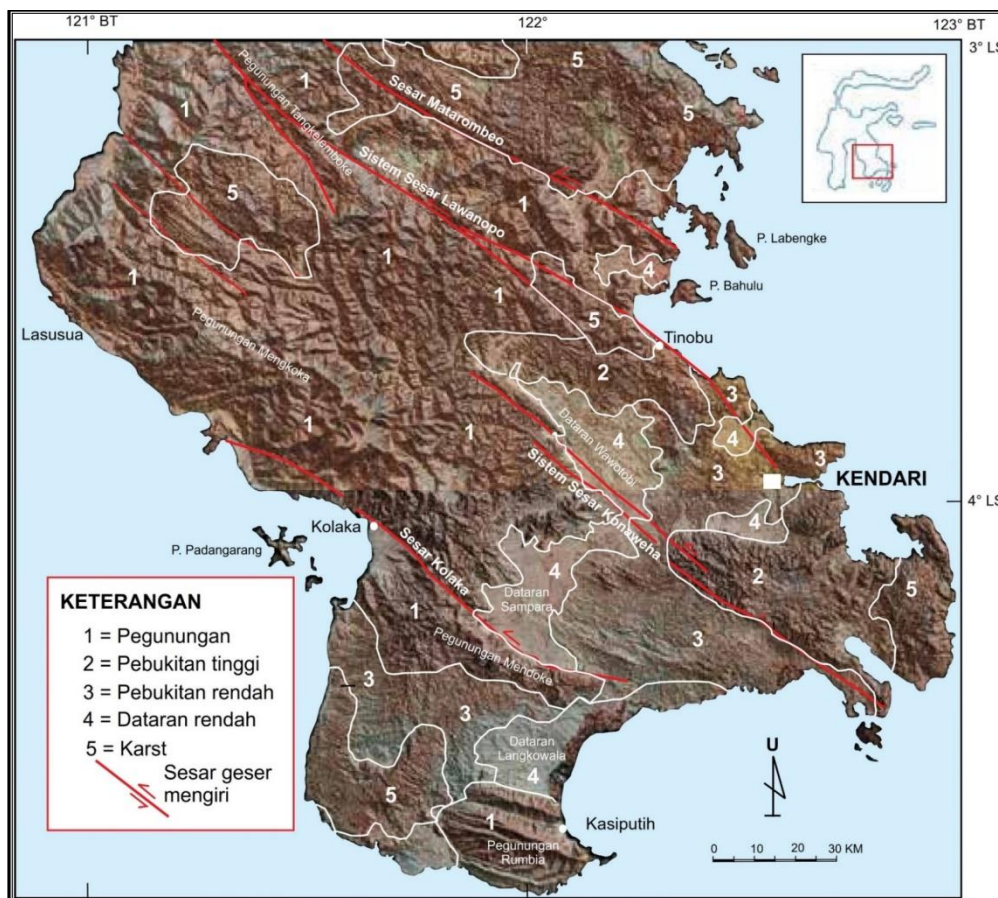 121° BT
122°
123° BT
3° LS
5
5
1
1
Pegunungan Tangkelemboke
5
Sesar Matarombeo
5
Sistem Sesar Lawanopo
1
5
1
P. Labengke
1
4
P. Bahulu
1
1
5
Lasusua
Pegunungan Mengkoka
Tinobu
2
3
1
1
Dataran Wawotobi
4
4
3
3
KENDARI
Sistem Sesar Konaweha
4° LS
Kolaka
4
P. Padangarang
Sesar Kolaka
4
2
5
Dataran
Sampara
1
Pegunungan Mendoke
3
3
3
Dataran
Langkowala
4
5
1
Pegunungan
Rumbia
Kasiputih
KETERANGAN
1 = Pegunungan
2 = Pebukitan tinggi
3 = Pebukitan rendah
4 = Dataran rendah
5 = Karst
Sesar geser
mengiri
U
0 10 20 30 KM